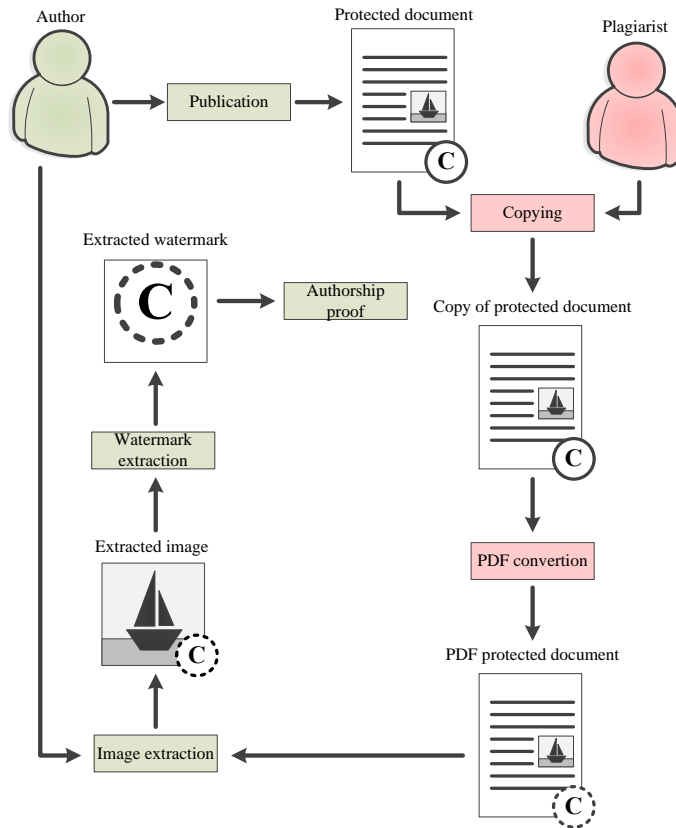 Author
Protected document
Plagiarist
Publication
C
Copying
Extracted watermark
C
Authorship
proof
Copy of protected document
C
Watermark
extraction
Extracted image
C
PDF convertion
PDF protected document
Image extraction
C